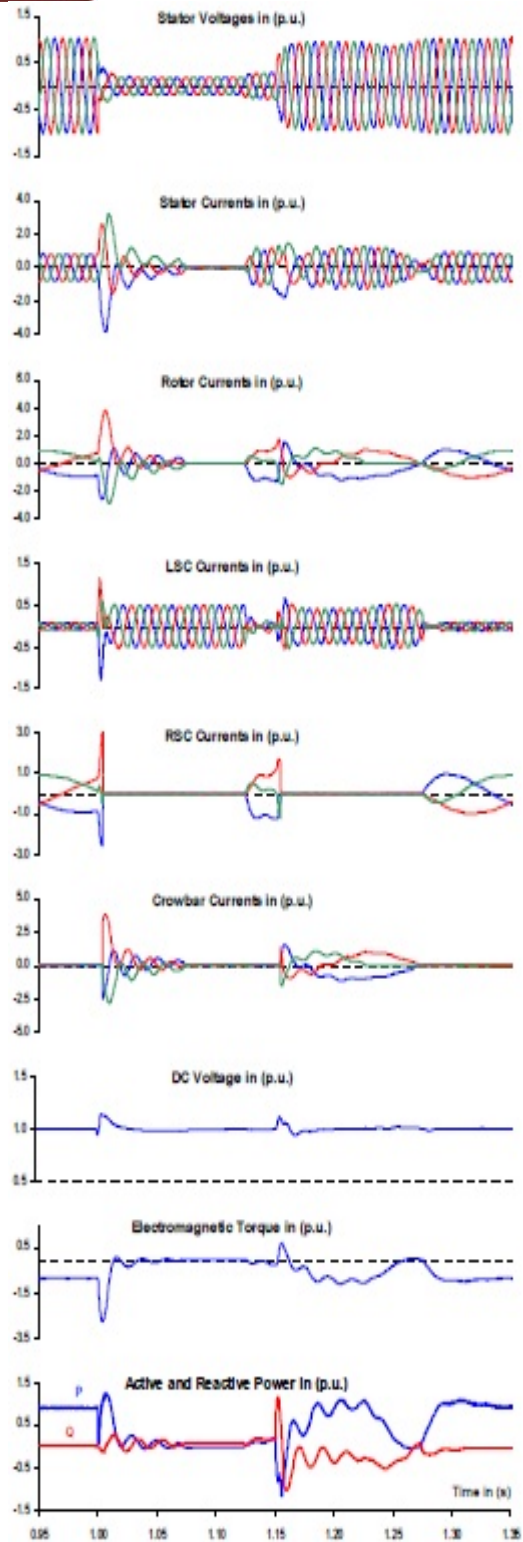 Stator Voltages in (p.u.)
1.5
0.5
-0.5
-1.5
Stator Currents in (p.u.)
4.0
2.0
0.0
-2.0
-4.0
Rotor Currents in (p.u.)
6.0
4.0
2.0
0.0
-2.0
-4.0
LSC Currents in (p.u.)
1.5
0.5
-0.5
-1.5
RSC Currents in (p.u.)
3.0
1.0
-1.0
-3.0
Crowbar Currents in (p.u.)
5.0
2.5
0.0
-2.5
-5.0
DC Voltage in (p.u.)
1.5
1.0
0.5
Electromagnetic Torque in (p.u.)
0.5
-1.5
-3.5
Active and Reactive Power in (p.u.)
1.5
P
0.5
Q
-0.5
Time in (s)
-1.5
0.95 1.00 1.05 1.10 1.15 1.20 1.25 1.30 1.35